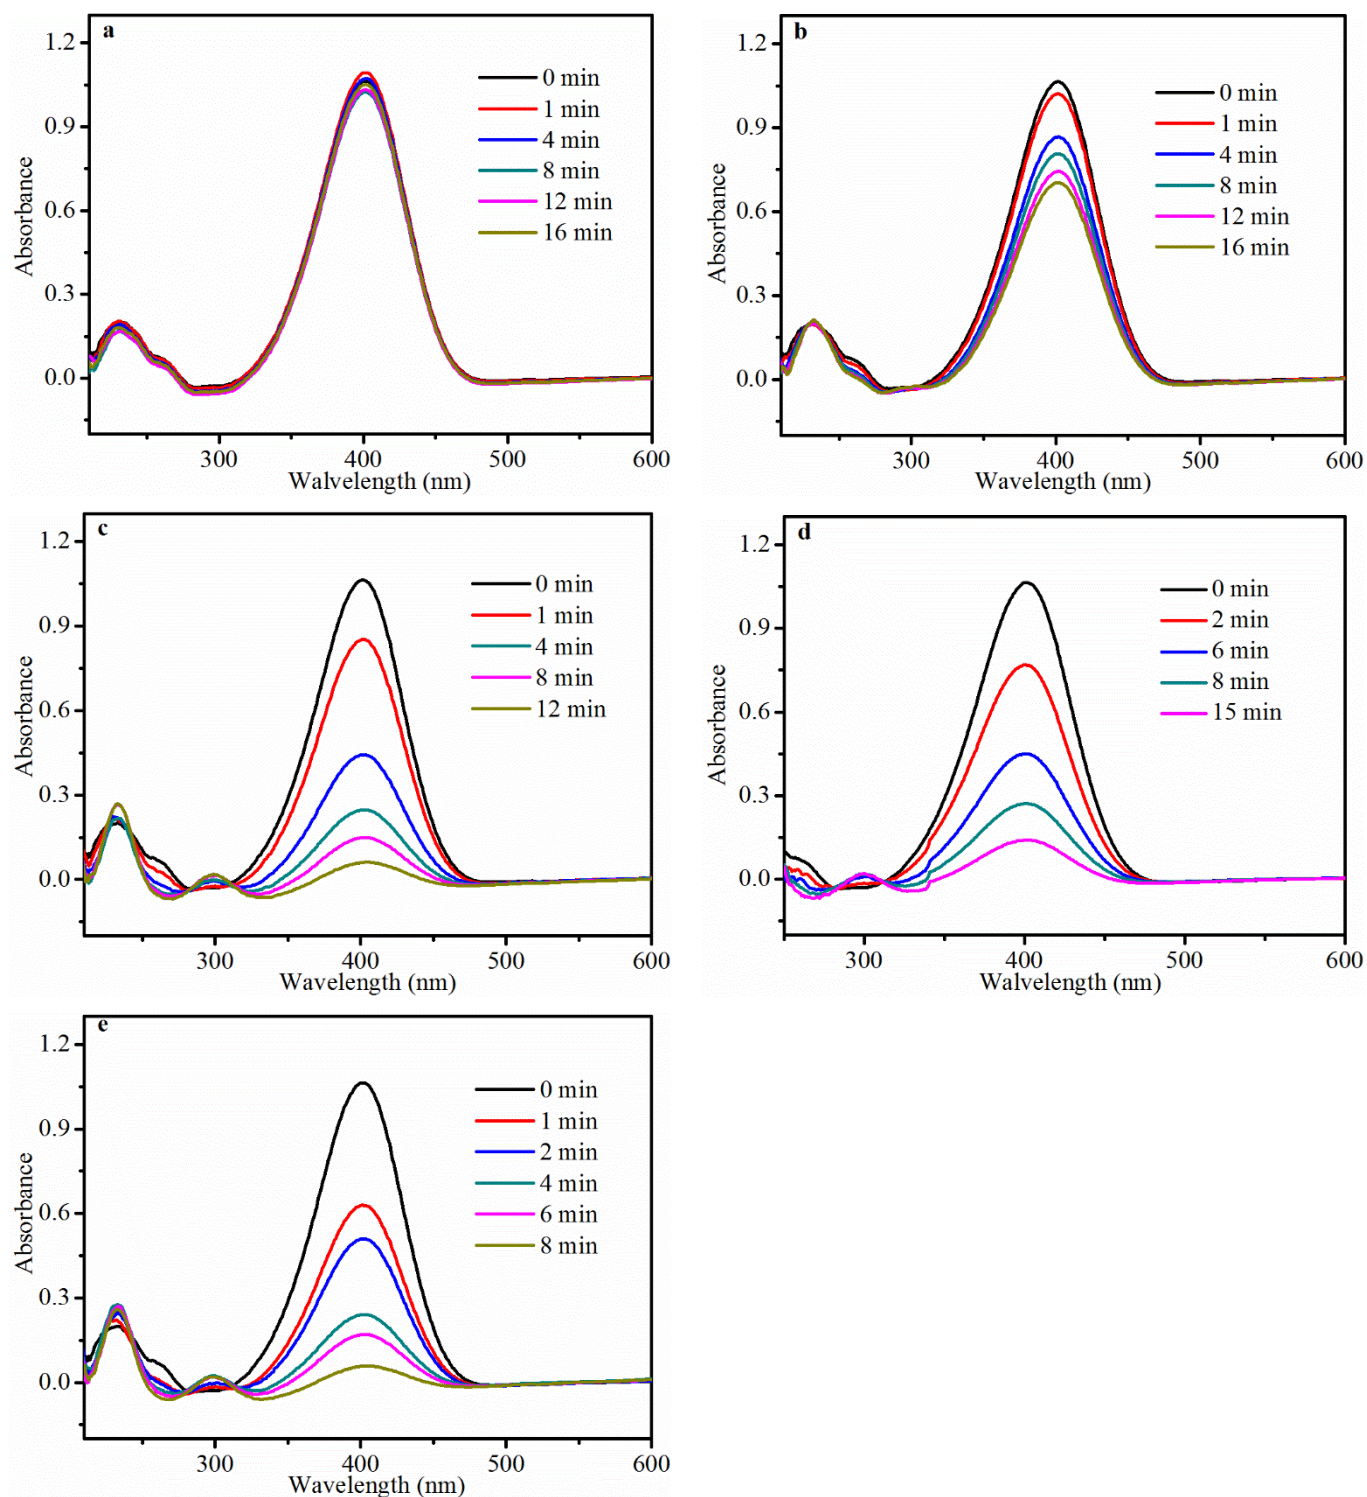 a
1.2
0.9
0.6
0.3
0.0
Absorbance
0 min
1 min
4 min
8 min
12 min
16 min
300
400
500
600
Walvelength (nm)
b
1.2
0.9
0.6
0.3
0.0
Absorbance
0 min
1 min
4 min
8 min
12 min
16 min
300
400
500
600
Wavelength (nm)
c
1.2
0.9
0.6
0.3
0.0
Absorbance
0 min
1 min
4 min
8 min
12 min
300
400
500
600
Wavelength (nm)
d
1.2
0.9
0.6
0.3
0.0
Absorbance
0 min
2 min
6 min
8 min
15 min
300
400
500
600
Walvelength (nm)
e
1.2
0.9
0.6
0.3
0.0
Absorbance
0 min
1 min
2 min
4 min
6 min
8 min
300
400
500
600
Wavelength (nm)